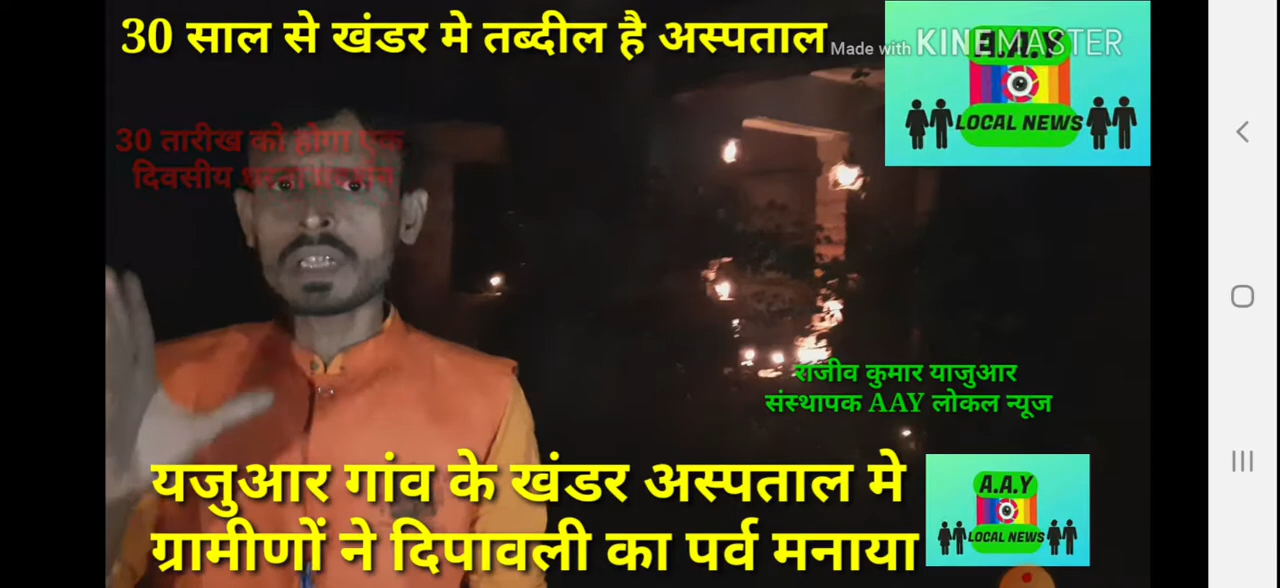 30 साल से खंडर मे तब्दील है अस्पताल
Made with KINEMASTER
A.A.Y
LOCAL NEWS
30 तारीख को होगा एक
दिवसीय धरना
राजीव कुमार याजुआर
संस्थापक AAY लोकल न्यूज
यजुआर गांव के खंडर अस्पताल मे
ग्रामीणों ने दिपावली का पर्व मनाया
A.A.Y
LOCAL NEWS